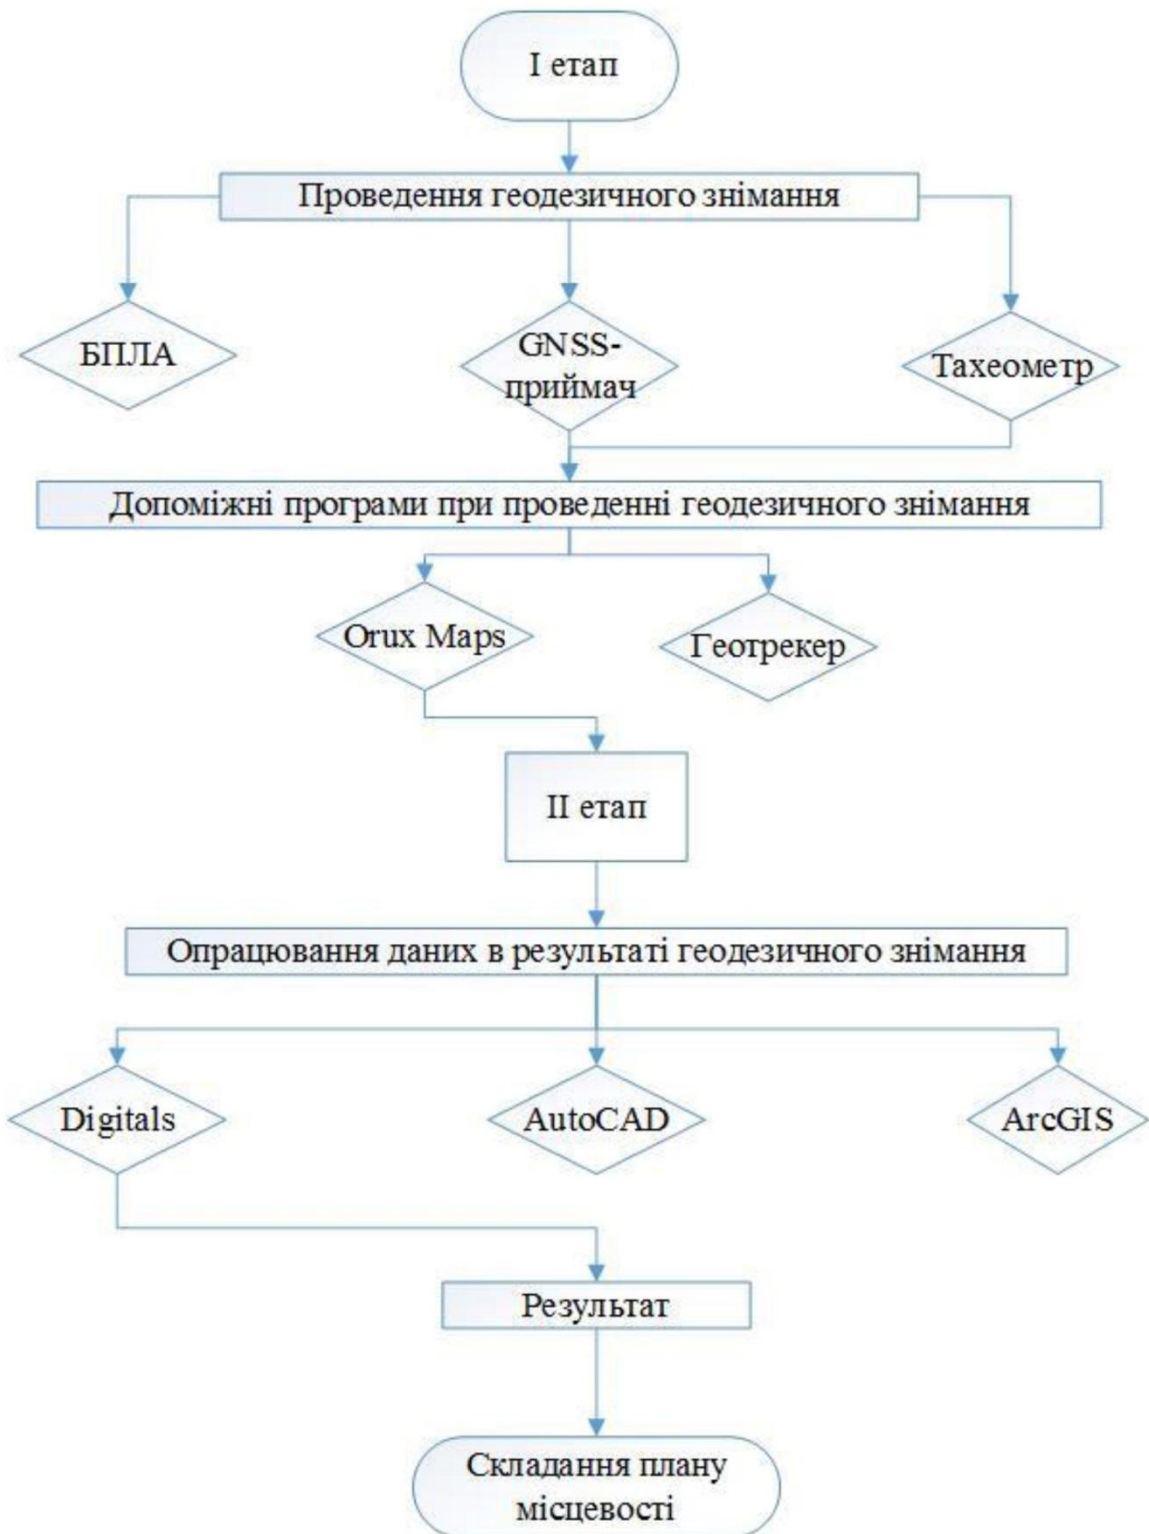 І етап
Проведення геодезичного знімання
БПЛА
GNSS-
приймач
Тахеометр
Допоміжні програми при проведенні геодезичного знімання
Orux Maps
Геотрекер
ІІ етап
Опрацювання даних в результаті геодезичного знімання
Digitals
AutoCAD
ArcGIS
Результат
Складання плану
місцевості